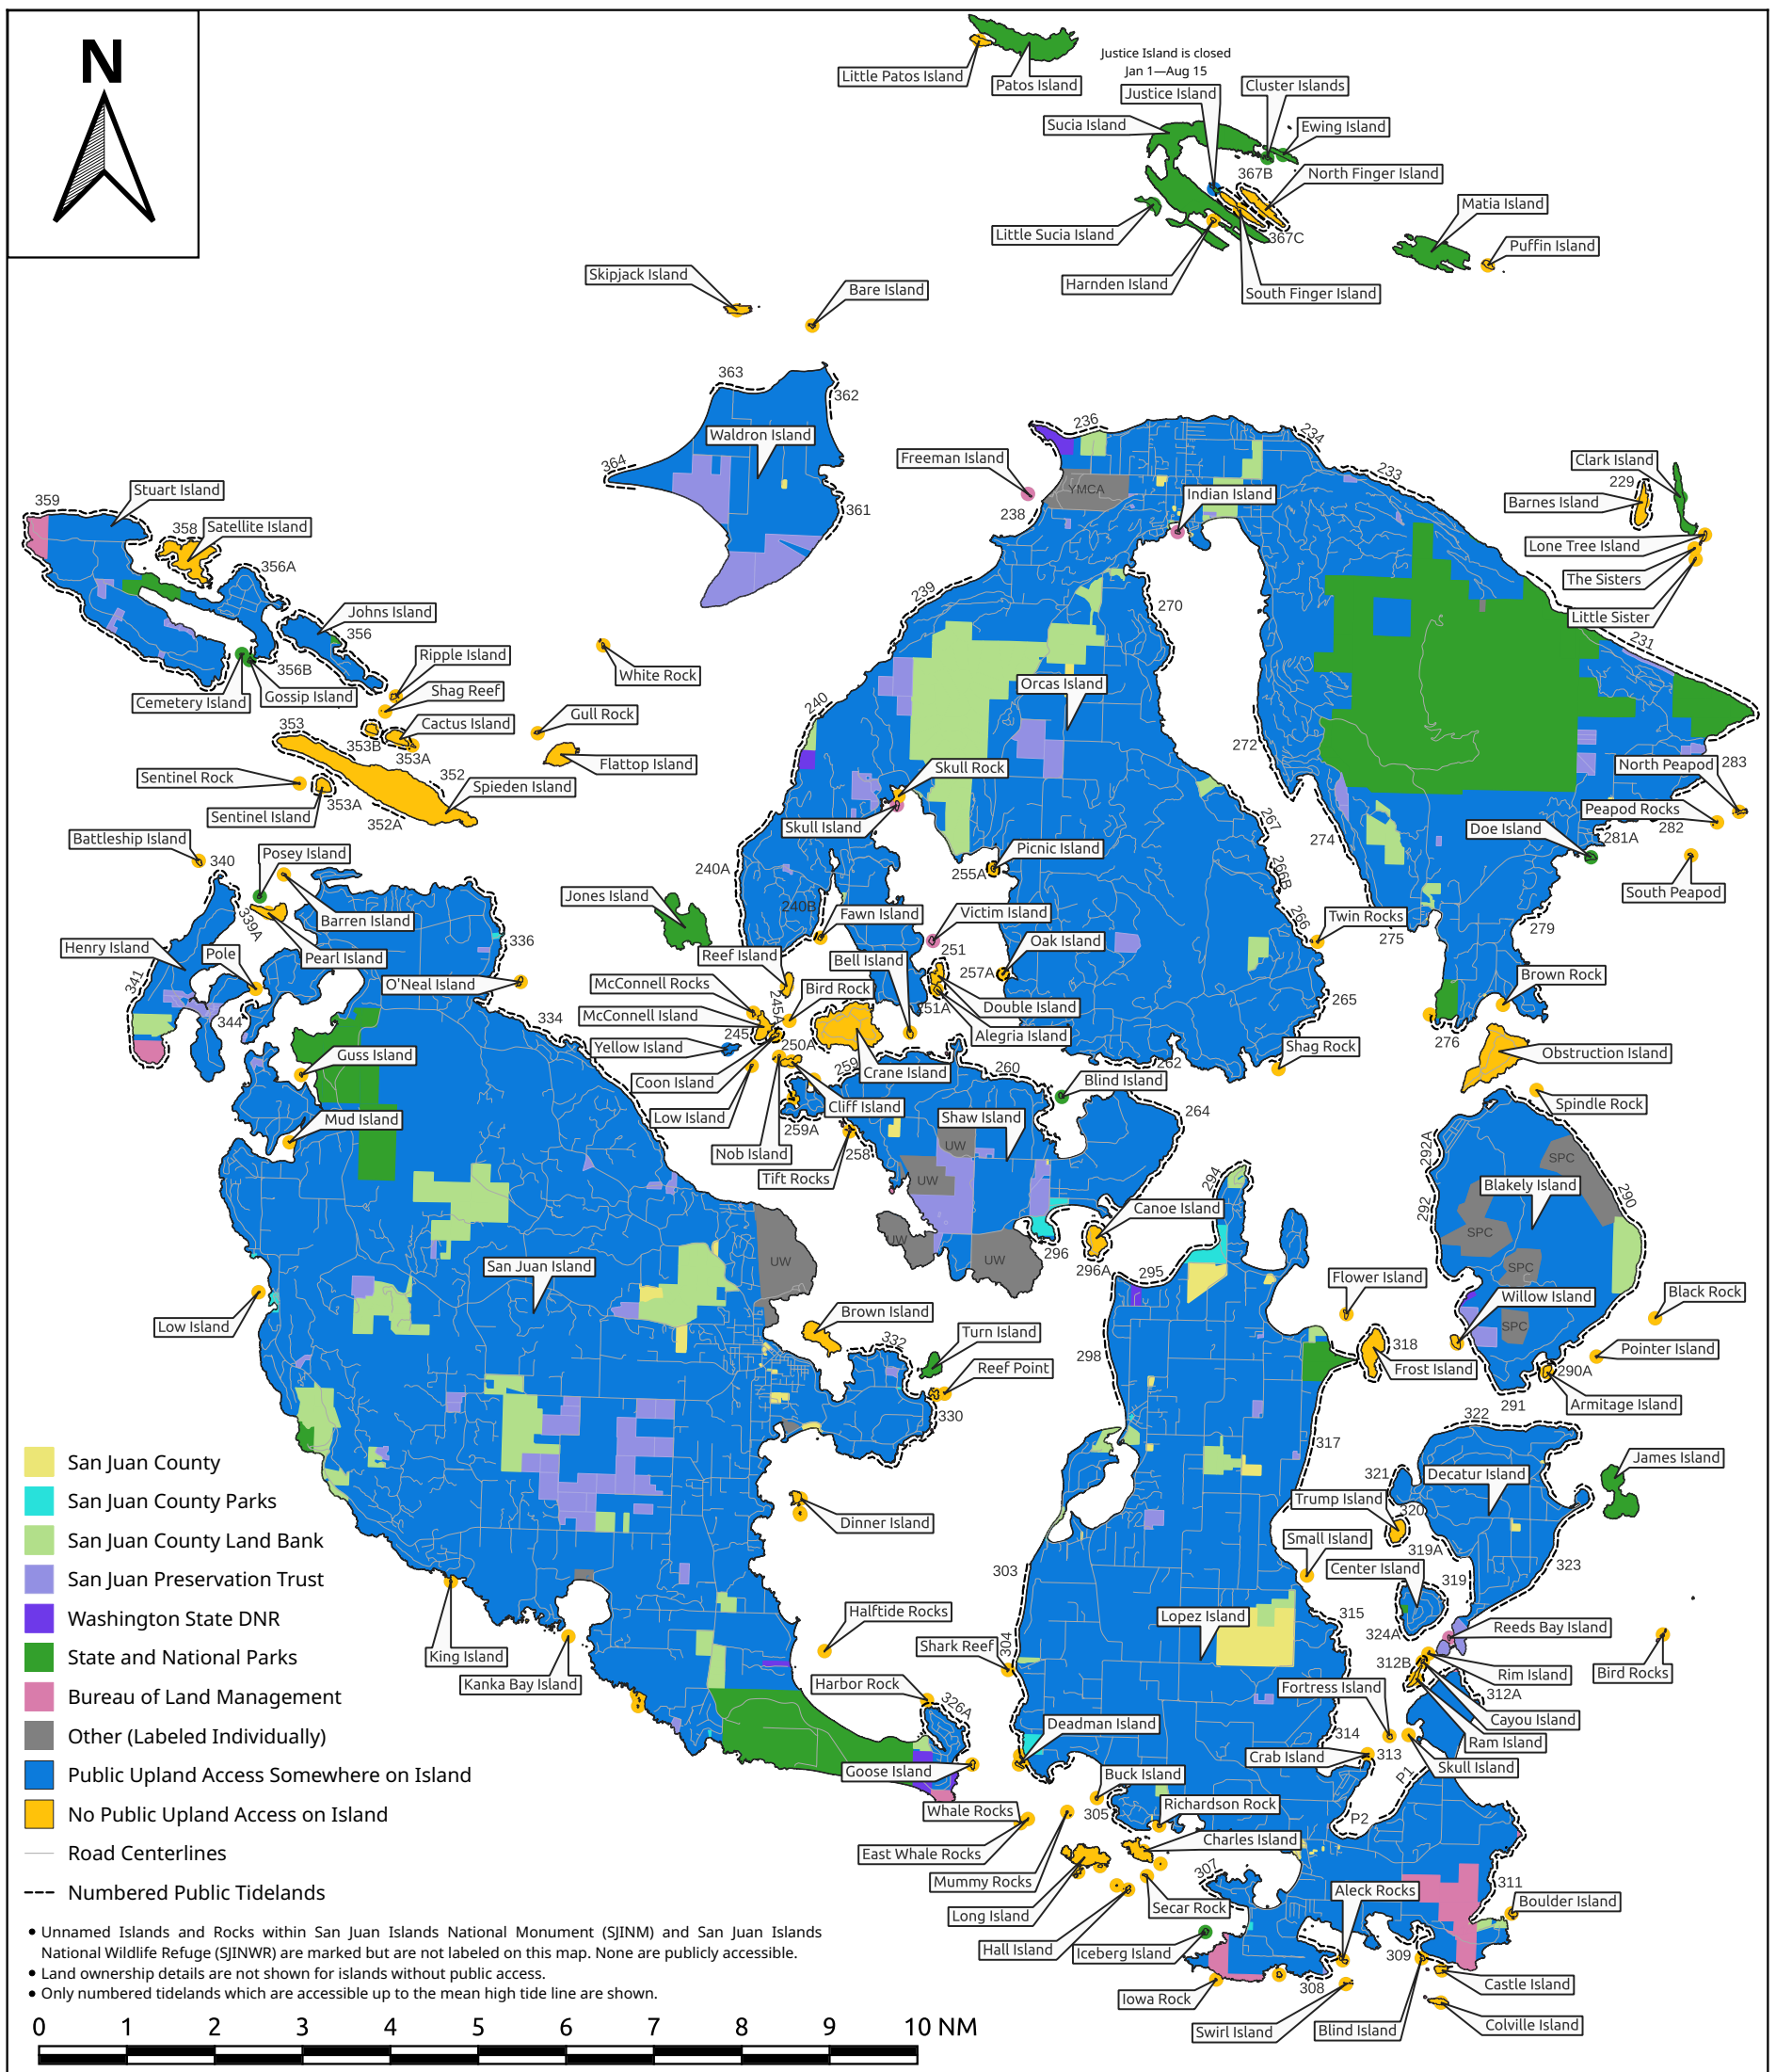 N
Little Patos Island
Patos Island
Justice Island is closed
Jan 1—Aug 15
Justice Island
Cluster Islands
Sucia Island
Ewing Island
367B
North Finger Island
Little Sucia Island
367C
Matia Island
Puffin Island
Harnden Island
South Finger Island
Skipjack Island
Bare Island
363
362
Waldron Island
364
361
236
234
233
Freeman Island
YMCA
Indian Island
238
Clark Island
229
Barnes Island
Lone Tree Island
The Sisters
Little Sister
231
359
Stuart Island
358
Satellite Island
356A
Johns Island
356
356B
Ripple Island
Shag Reef
Cemetery Island
Gossip Island
White Rock
353
353B
Cactus Island
353A
Gull Rock
Flattop Island
Sentinel Rock
352
Spieden Island
Sentinel Island
353A
352A
239
270
Orcas Island
240
272
Skull Rock
Skull Island
267
274
North Peapod
283
Peapod Rocks
282
Doe Island
281A
South Peapod
Battleship Island
340
Posey Island
339A
Barren Island
Henry Island
Pole
Pearl Island
336
341
O'Neal Island
344
334
Guss Island
Mud Island
240A
Jones Island
Picnic Island
255A
266B
240B
Fawn Island
Victim Island
266
Twin Rocks
275
279
Reef Island
Bell Island
251
257A
Oak Island
McConnell Rocks
245A
Bird Rock
Double Island
265
Brown Rock
McConnell Island
245
251A
Alegria Island
276
Yellow Island
250A
Crane Island
Shag Rock
Obstruction Island
Coon Island
259
260
262
Blind Island
Low Island
Cliff Island
Shaw Island
264
Spindle Rock
259A
Nob Island
258
Tift Rocks
UW
UW
UW
UW
UW
294
292A
SPC
Blakely Island
290
292
SPC
SPC
SPC
Canoe Island
296
296A
295
San Juan Island
Low Island
Brown Island
332
Turn Island
Reef Point
330
Flower Island
Willow Island
Black Rock
298
318
Frost Island
Pointer Island
290A
Armitage Island
291
322
317
321
Decatur Island
James Island
Trump Island
320
Dinner Island
Small Island
319A
Center Island
323
303
319
Lopez Island
315
324A
Reeds Bay Island
Halftide Rocks
Shark Reef
304
312B
Rim Island
Bird Rocks
King Island
Kanka Bay Island
Harbor Rock
326A
Fortress Island
312A
Cayou Island
Deadman Island
314
Ram Island
Goose Island
Crab Island
313
Skull Island
Buck Island
P1
Whale Rocks
305
Richardson Rock
P2
East Whale Rocks
Charles Island
Mummy Rocks
307
Aleck Rocks
311
Boulder Island
Long Island
Secar Rock
Hall Island
Iceberg Island
309
Castle Island
Iowa Rock
308
Swirl Island
Blind Island
Colville Island
San Juan County
San Juan County Parks
San Juan County Land Bank
San Juan Preservation Trust
Washington State DNR
State and National Parks
Bureau of Land Management
Other (Labeled Individually)
Public Upland Access Somewhere on Island
No Public Upland Access on Island
Road Centerlines
Numbered Public Tidelands
• Unnamed Islands and Rocks within San Juan Islands National Monument (SJINM) and San Juan Islands
National Wildlife Refuge (SJINWR) are marked but are not labeled on this map. None are publicly accessible.
• Land ownership details are not shown for islands without public access.
• Only numbered tidelands which are accessible up to the mean high tide line are shown.
0 1 2 3 4 5 6 7 8 9 10 NM